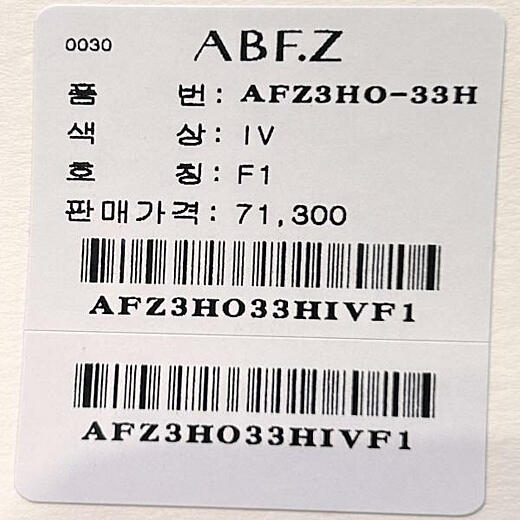 0030 ABF.Z
품 번 : AFZ3HO-33H
색 상 : IV
호 칭 : F1
판매가격 : 71,300
AFZ3HO33HIVF1
AFZ3HO33HIVF1